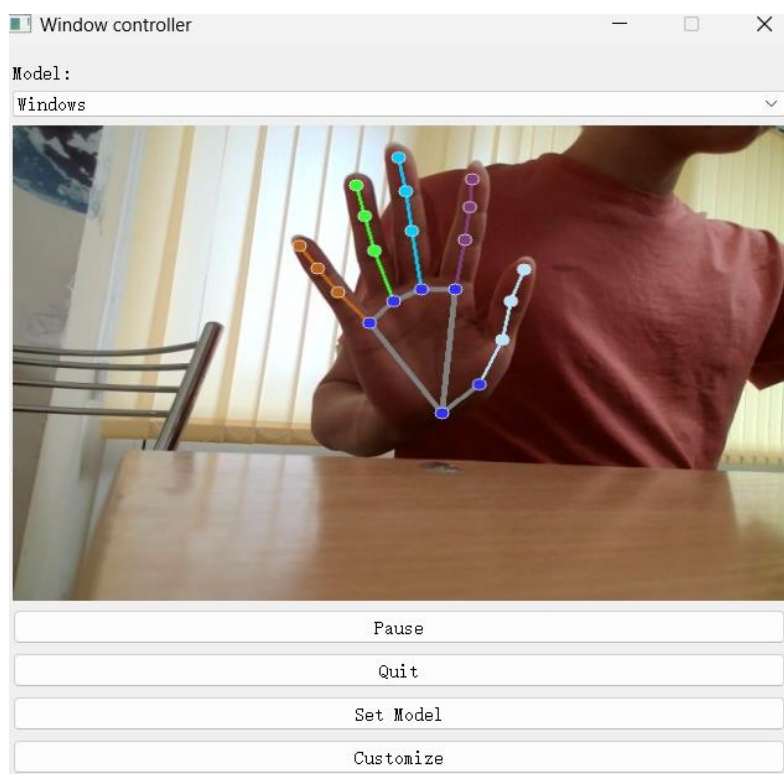 Window controller
Model:
Windows
Pause
Quit
Set Model
Customize